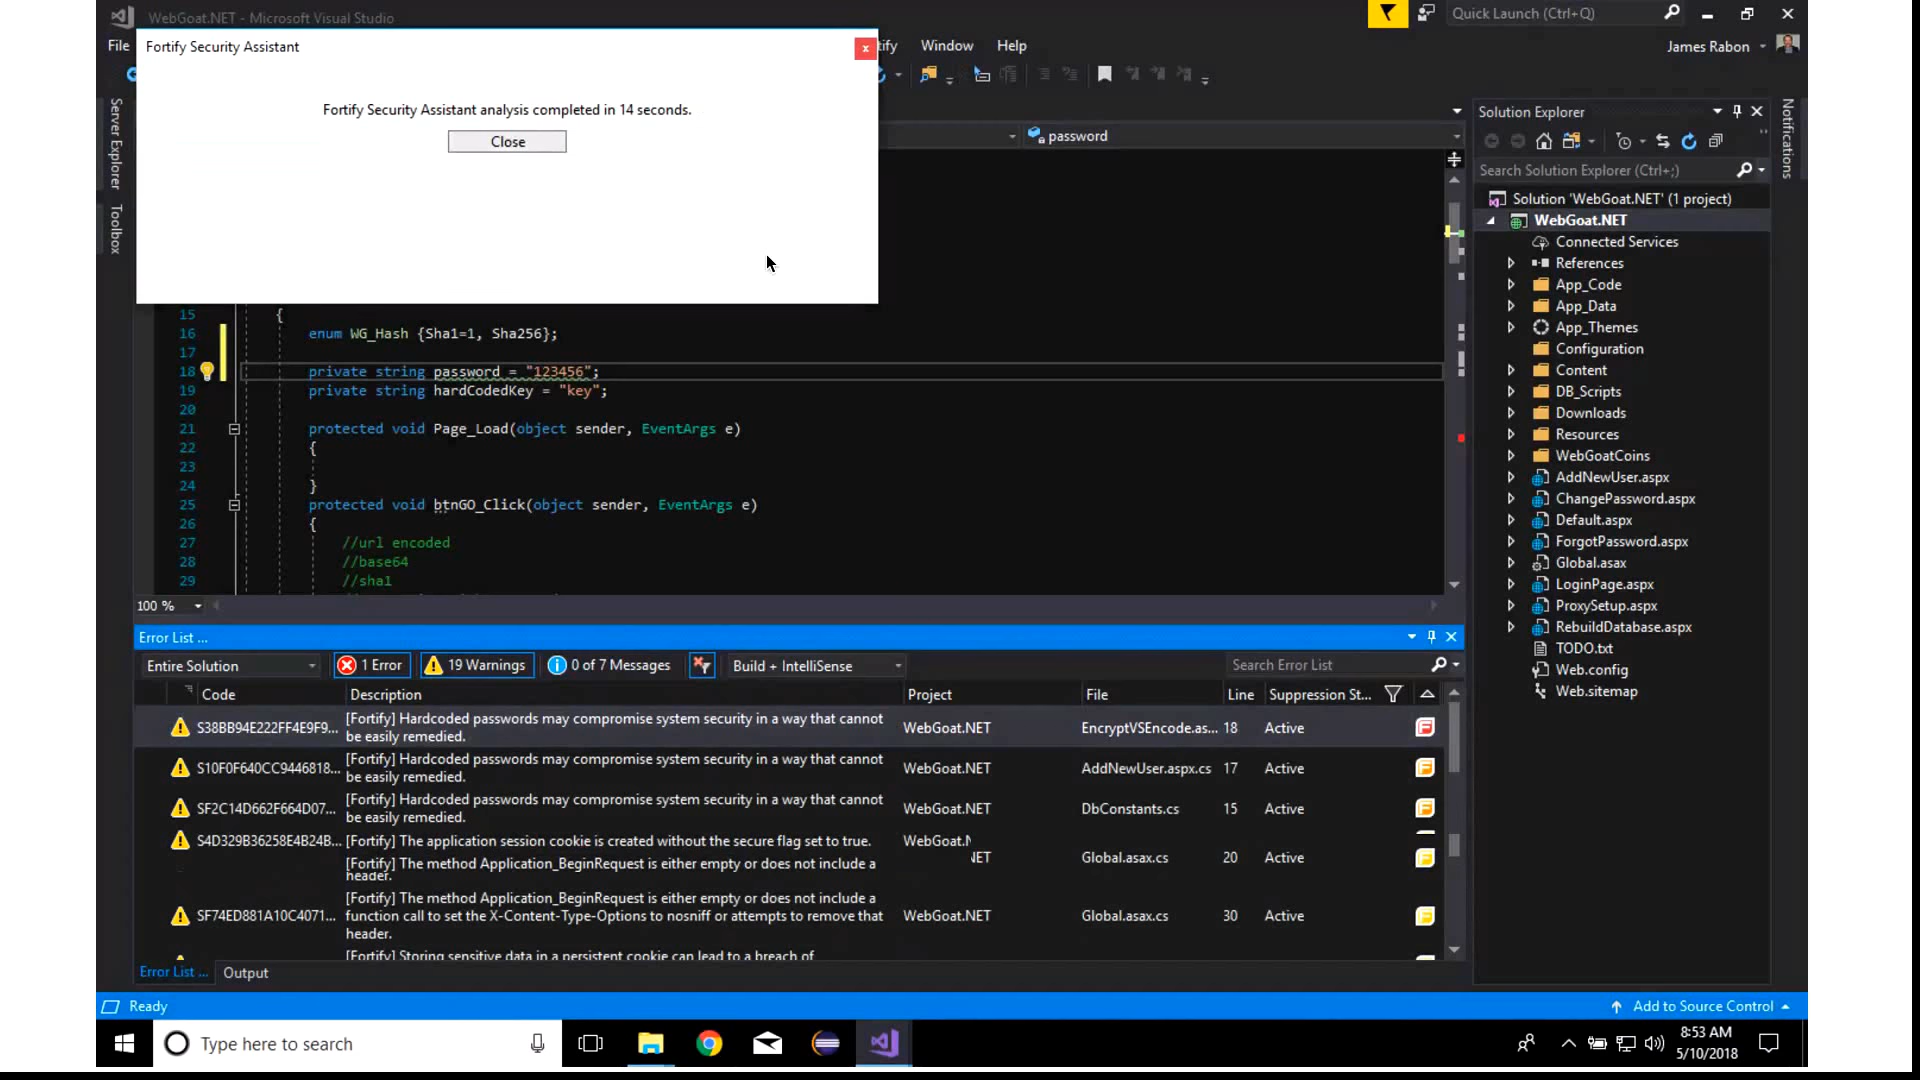 WebGoat.NET - Microsoft Visual Studio
Quick Launch (Ctrl+Q)
File
Window
Help
James Rabon
Fortify Security Assistant
x
Fortify Security Assistant analysis completed in 14 seconds.
Close
Server Explorer
Toolbox
password
15 {
16 enum WG_Hash {Sha1=1, Sha256};
17
18 private string password = "123456";
19 private string hardCodedKey = "key";
20
21 protected void Page_Load(object sender, EventArgs e)
22 {
23
24 }
25 protected void btnGO_Click(object sender, EventArgs e)
26 {
27 //url encoded
28 //base64
29 //sha1
100 %
Solution Explorer
Notifications
Search Solution Explorer (Ctrl+;)
Solution 'WebGoat.NET' (1 project)
WebGoat.NET
Connected Services
References
App_Code
App_Data
App_Themes
Configuration
Content
DB_Scripts
Downloads
Resources
WebGoatCoins
AddNewUser.aspx
ChangePassword.aspx
Default.aspx
ForgotPassword.aspx
Global.asax
LoginPage.aspx
ProxySetup.aspx
RebuildDatabase.aspx
TODO.txt
Web.config
Web.sitemap
Error List ...
Entire Solution
1 Error
19 Warnings
0 of 7 Messages
Build + IntelliSense
Search Error List
Code Description Project File Line Suppression St...
S38BB94E222FF4E9F9... [Fortify] Hardcoded passwords may compromise system security in a way that cannot WebGoat.NET EncryptVSEncode.as... 18 Active
be easily remedied.
S10F0F640CC9446818... [Fortify] Hardcoded passwords may compromise system security in a way that cannot WebGoat.NET AddNewUser.aspx.cs 17 Active
be easily remedied.
SF2C14D662F664D07... [Fortify] Hardcoded passwords may compromise system security in a way that cannot WebGoat.NET DbConstants.cs 15 Active
be easily remedied.
S4D329B36258E4B24B... [Fortify] The application session cookie is created without the secure flag set to true. WebGoat.N
ET Global.asax.cs 20 Active
[Fortify] The method Application_BeginRequest is either empty or does not include a
header.
[Fortify] The method Application_BeginRequest is either empty or does not include a
SF74ED881A10C4071... function call to set the X-Content-Type-Options to nosniff or attempts to remove that WebGoat.NET Global.asax.cs 30 Active
header.
[Fortify] Storing sensitive data in a persistent cookie can lead to a breach of
Error List ...
Output
Ready
Add to Source Control
Type here to search
8:53 AM
5/10/2018